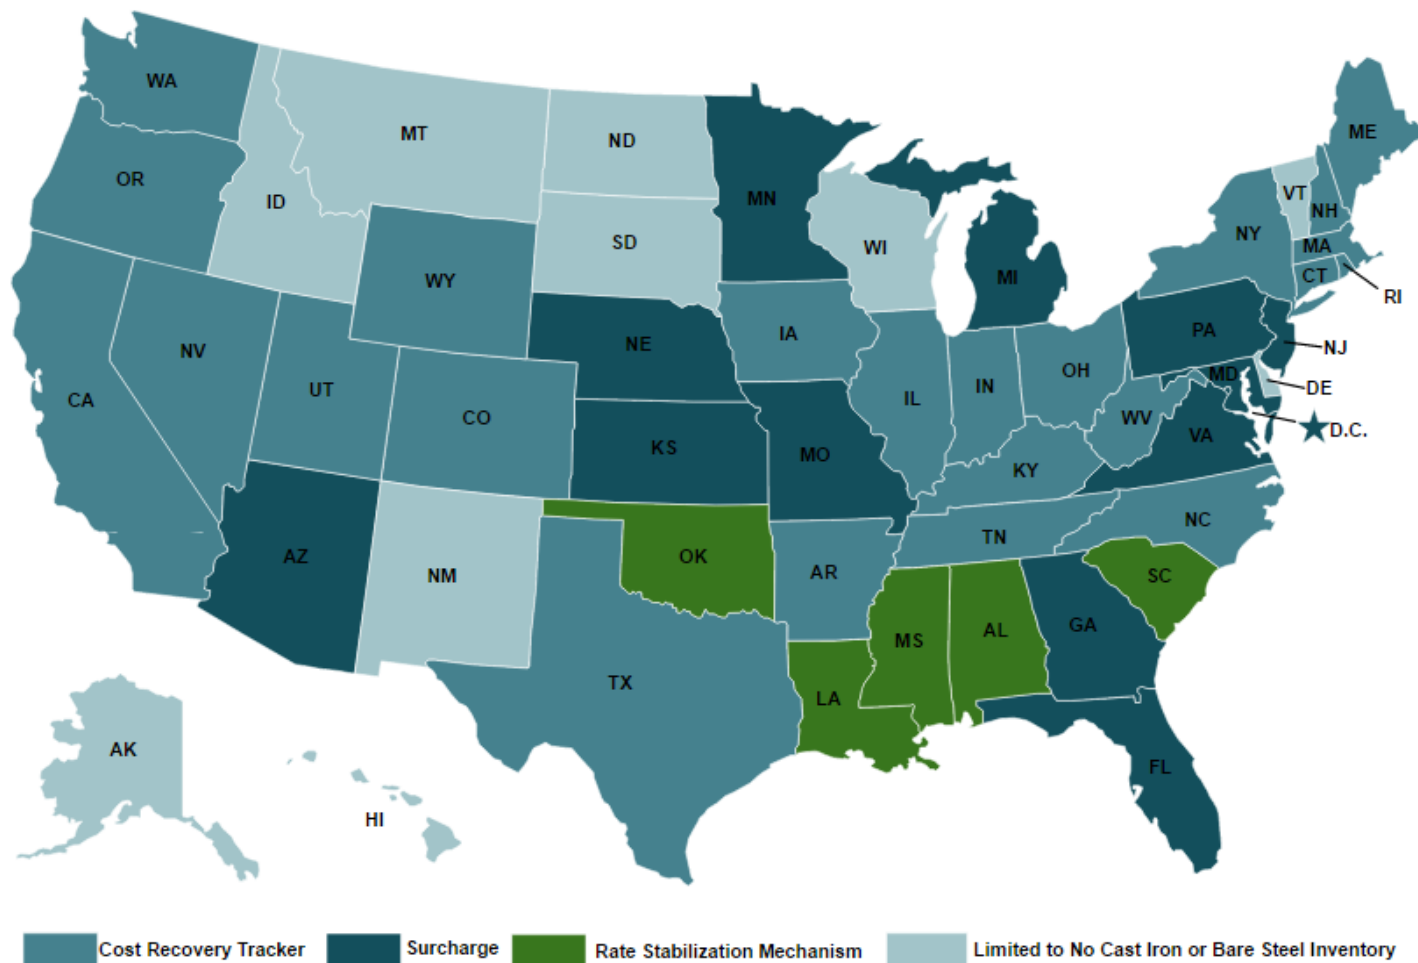 WA
ME
MT
ND
OR
VT
MN
ID
NH
NY
SD
WI
MA
CT
MI
WY
RI
PA
IA
NE
NV
NJ
OH
MD
IN
UT
DE
IL
CA
CO
WV
D.C.
VA
KS
MO
KY
NC
TN
AZ
OK
AR
NM
SC
GA
AL
MS
TX
LA
AK
FL
HI
Cost Recovery Tracker
Surcharge
Rate Stabilization Mechanism
Limited to No Cast Iron or Bare Steel Inventory